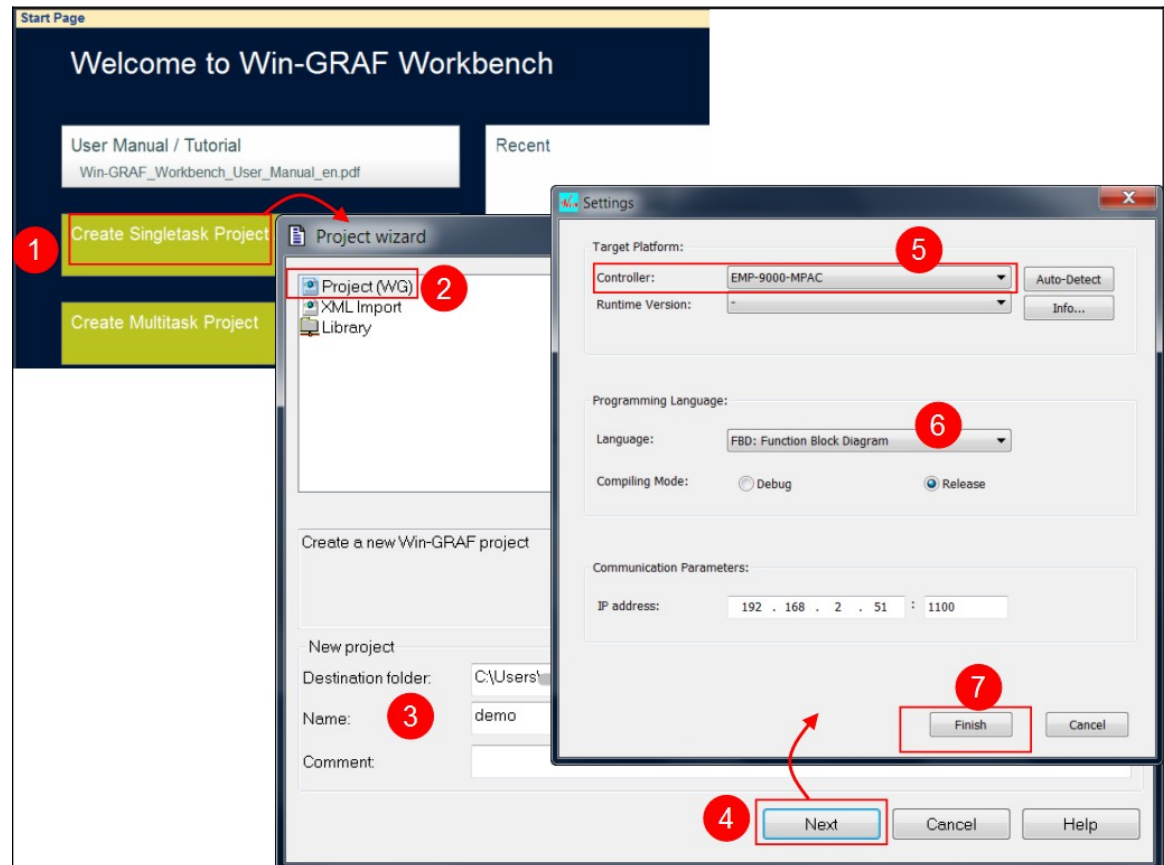 Start Page
Welcome to Win-GRAF Workbench
User Manual / Tutorial
Win-GRAF_Workbench_User_Manual_en.pdf
Recent
1
Create Singletask Project
Create Multitask Project
Project wizard
Project (WG)
2
XML Import
Library
Create a new Win-GRAF project
New project
Destination folder:
C:\Users\
Name:
3
demo
Comment:
4
Next
Cancel
Help
Settings
Target Platform:
5
Controller:
EMP-9000-MPAC
Auto-Detect
Runtime Version:
-
Info...
Programming Language:
6
Language:
FBD: Function Block Diagram
Compiling Mode:
Debug
Release
Communication Parameters:
IP address:
192 . 168 . 2 . 51 : 1100
7
Finish
Cancel